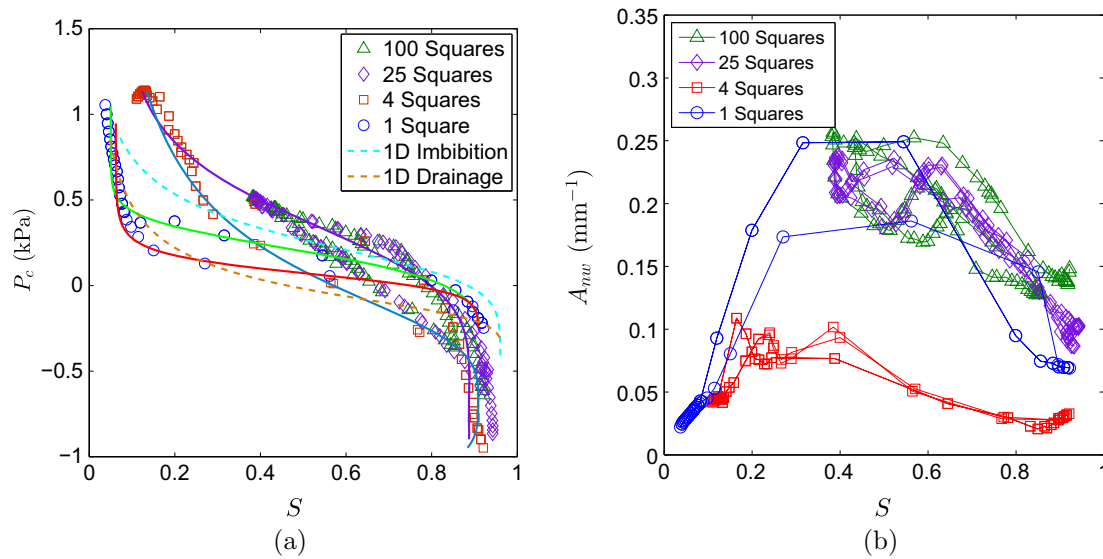 1.5
1
0.5
0
−0.5
−1
P_c (kPa)
0 0.2 0.4 0.6 0.8 1
S
100 Squares
25 Squares
4 Squares
1 Square
1D Imbibition
1D Drainage
(a)
(b)
0.35
0.3
0.25
0.2
0.15
0.1
0.05
0
A_{nw} (mm^{−1})
0 0.2 0.4 0.6 0.8 1
S
100 Squares
25 Squares
4 Squares
1 Squares
(b)